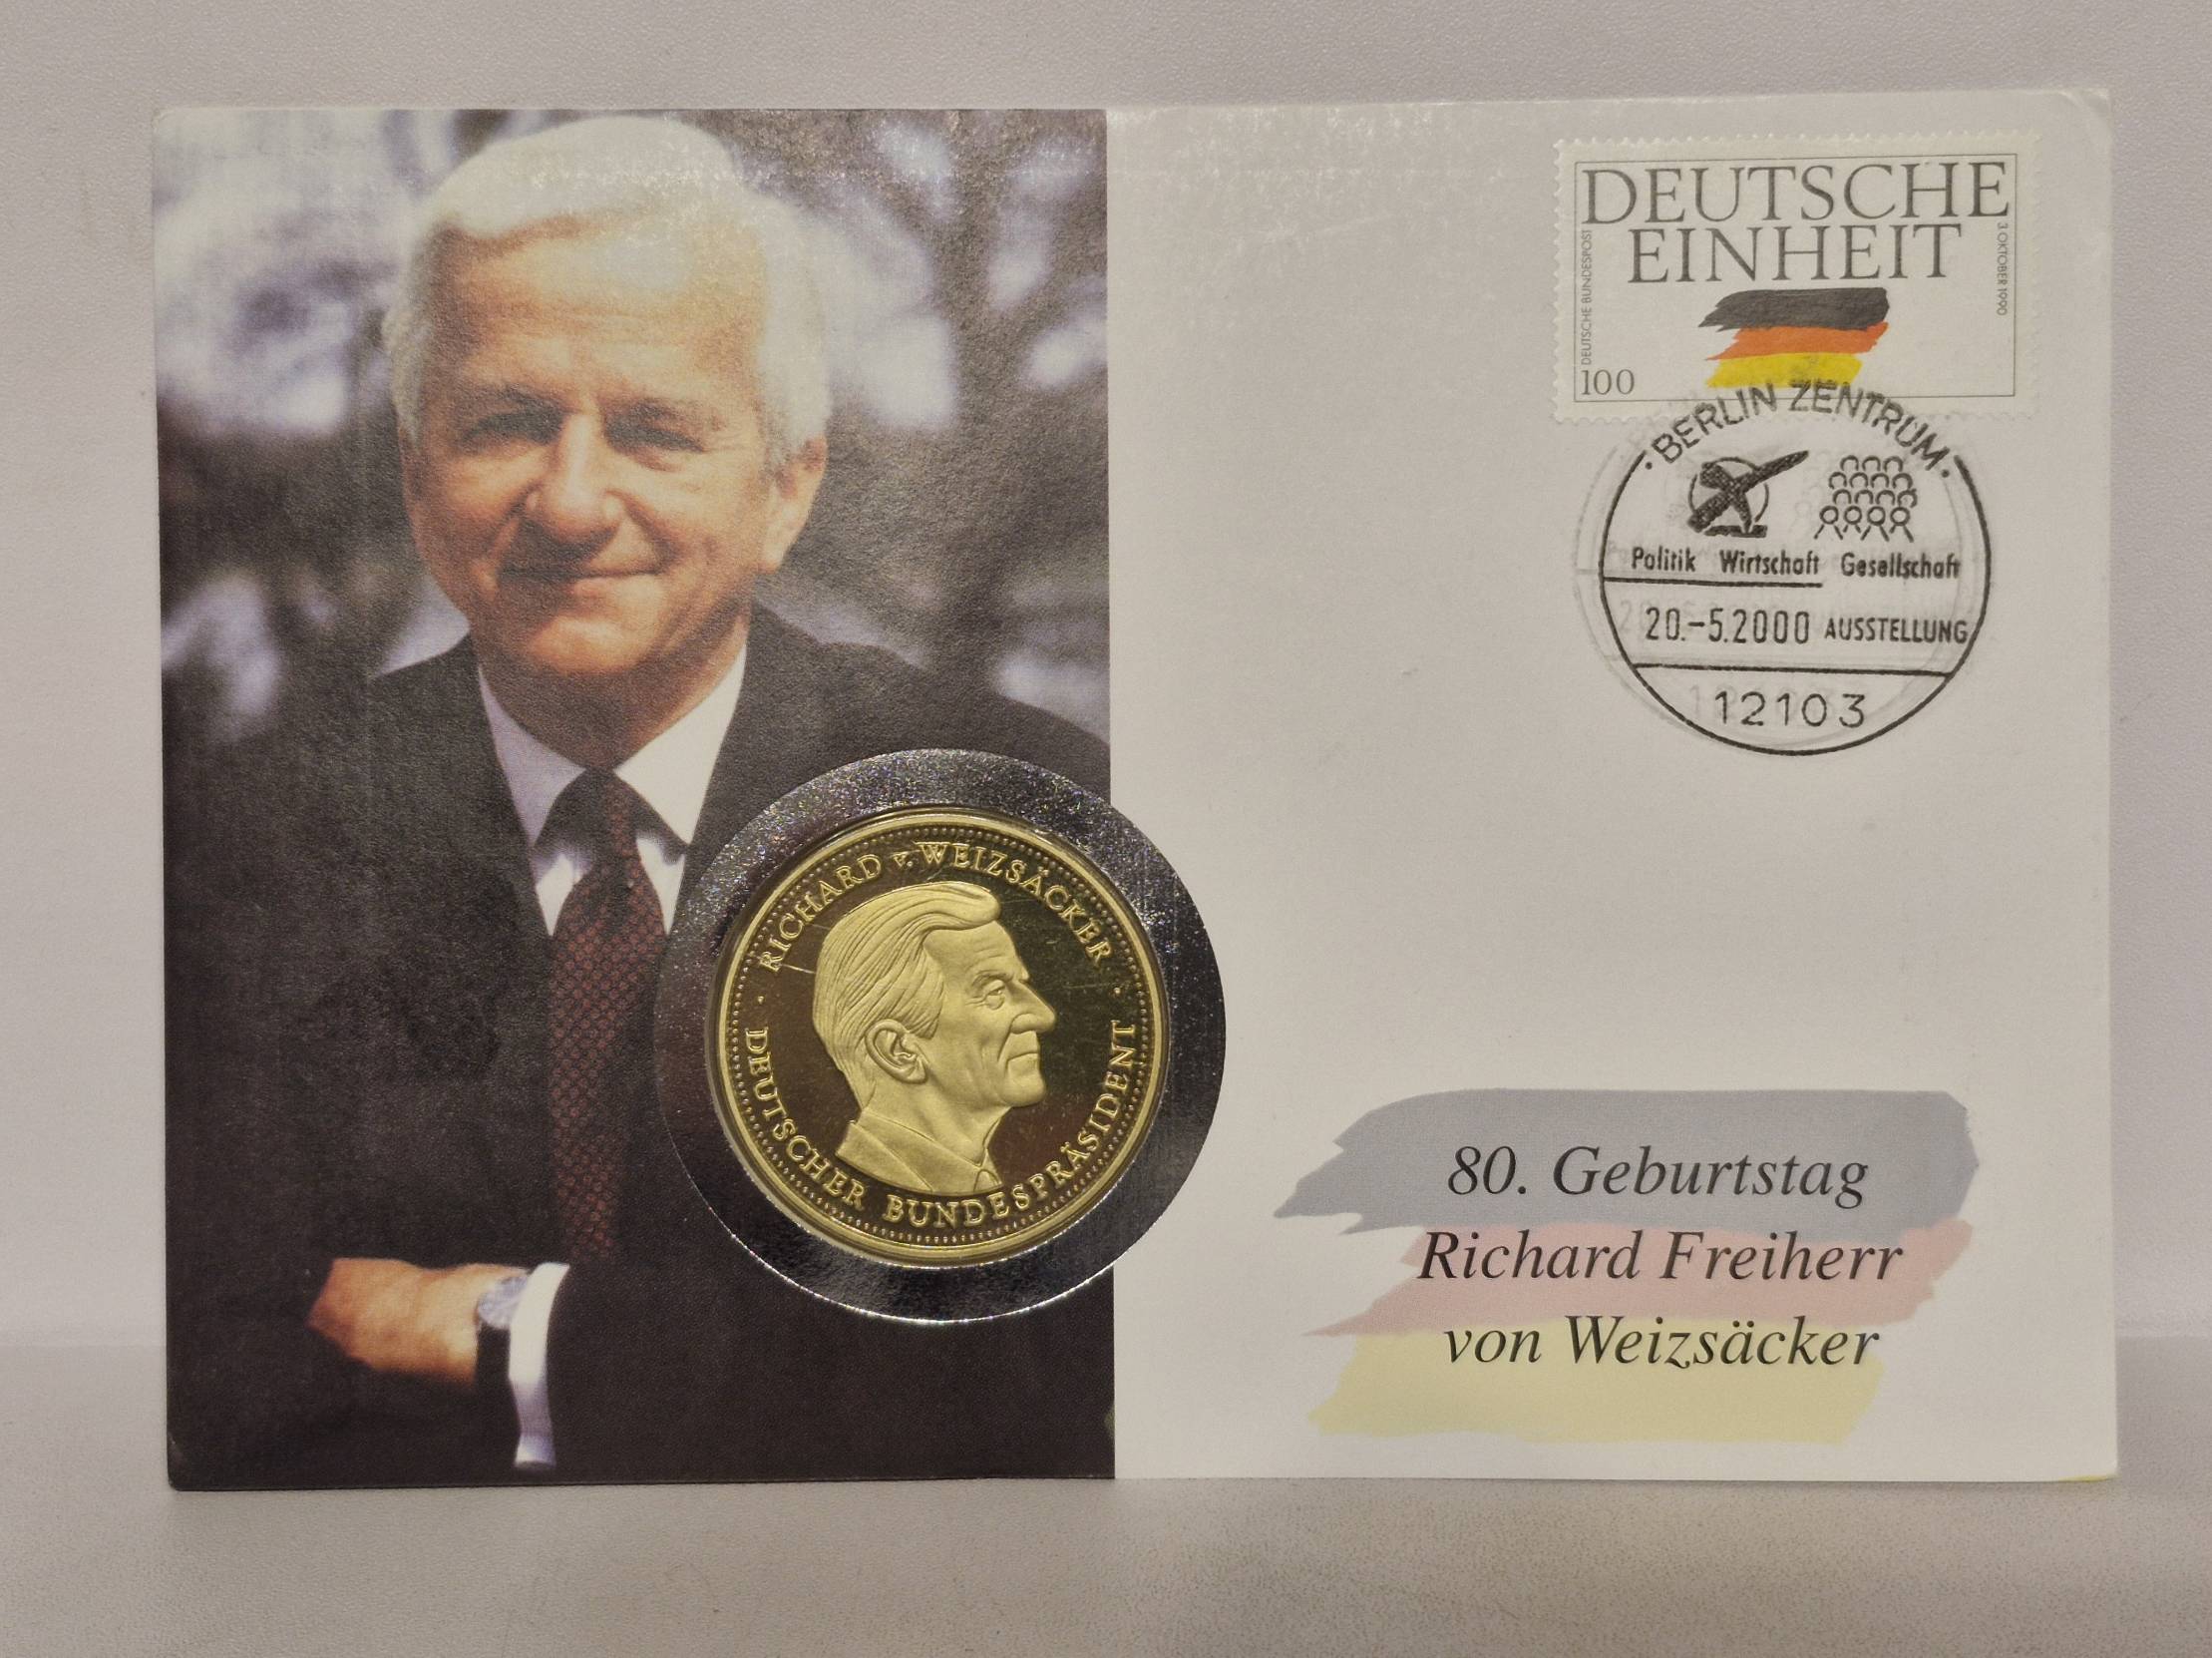 DEUTSCHE
EINHEIT
DEUTSCHE BUNDESPOST
3. OKTOBER 1990
100
· BERLIN ZENTRUM ·
Politik Wirtschaft Gesellschaft
20.-5.2000 AUSSTELLUNG
12103
RICHARD v. WEIZSÄCKER
· DEUTSCHER BUNDESPRÄSIDENT ·
80. Geburtstag
Richard Freiherr
von Weizsäcker